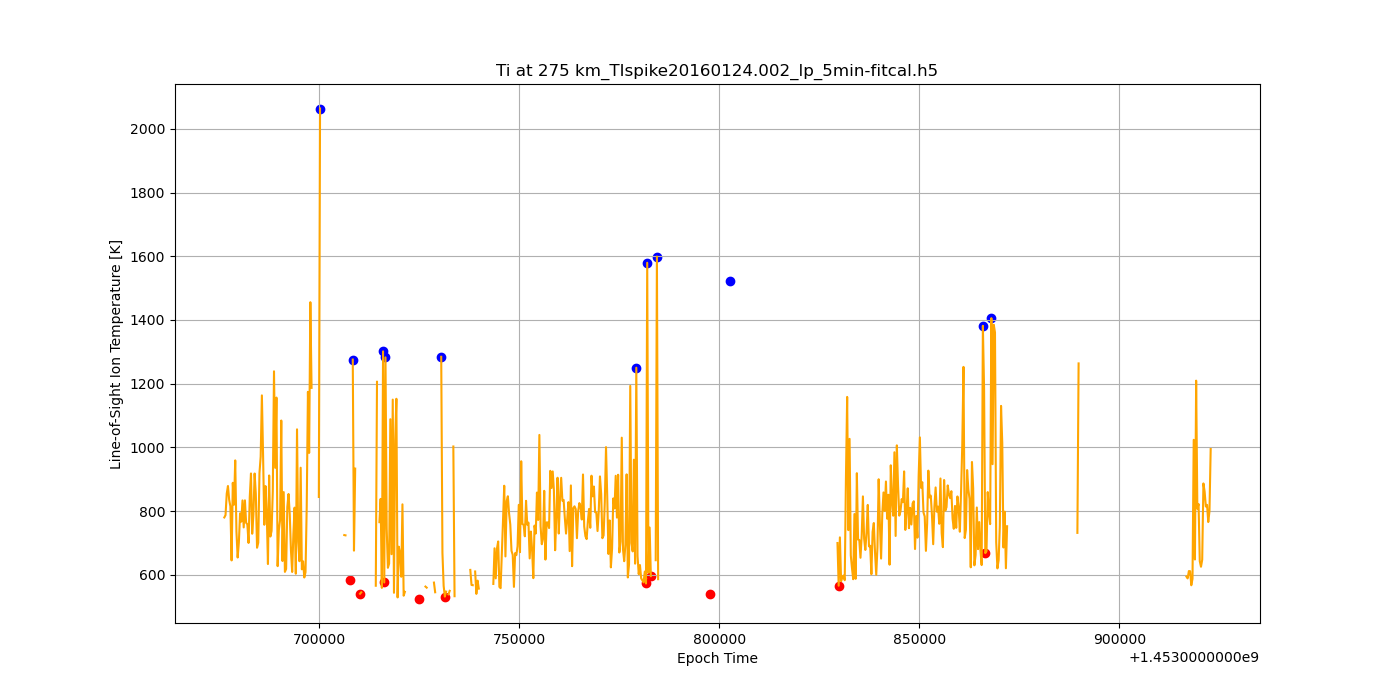 Ti at 275 km_TIspike20160124.002_lp_5min-fitcal.h5
Line-of-Sight Ion Temperature [K]
2000
1800
1600
1400
1200
1000
800
600
700000 750000 800000 850000 900000
Epoch Time
+1.4530000000e9